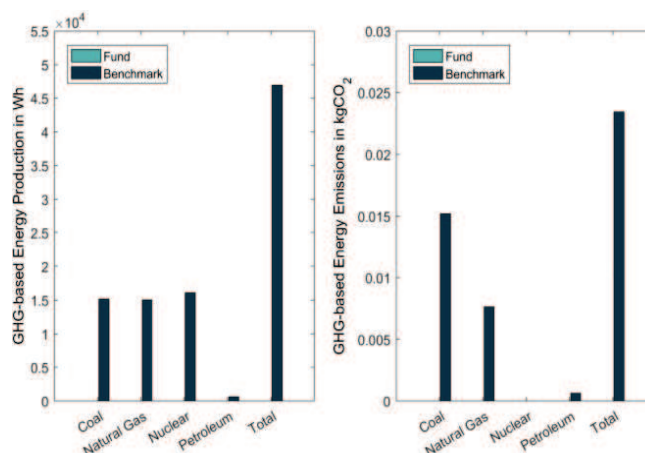 5.5 ×10⁴
5
4.5
4
3.5
3
2.5
2
1.5
1
0.5
0
GHG-based Energy Production in Wh
Fund
Benchmark
Coal
Natural Gas
Nuclear
Petroleum
Total
0.03
0.025
0.02
0.015
0.01
0.005
0
GHG-based Energy Emissions in kgCO₂
Fund
Benchmark
Coal
Natural Gas
Nuclear
Petroleum
Total